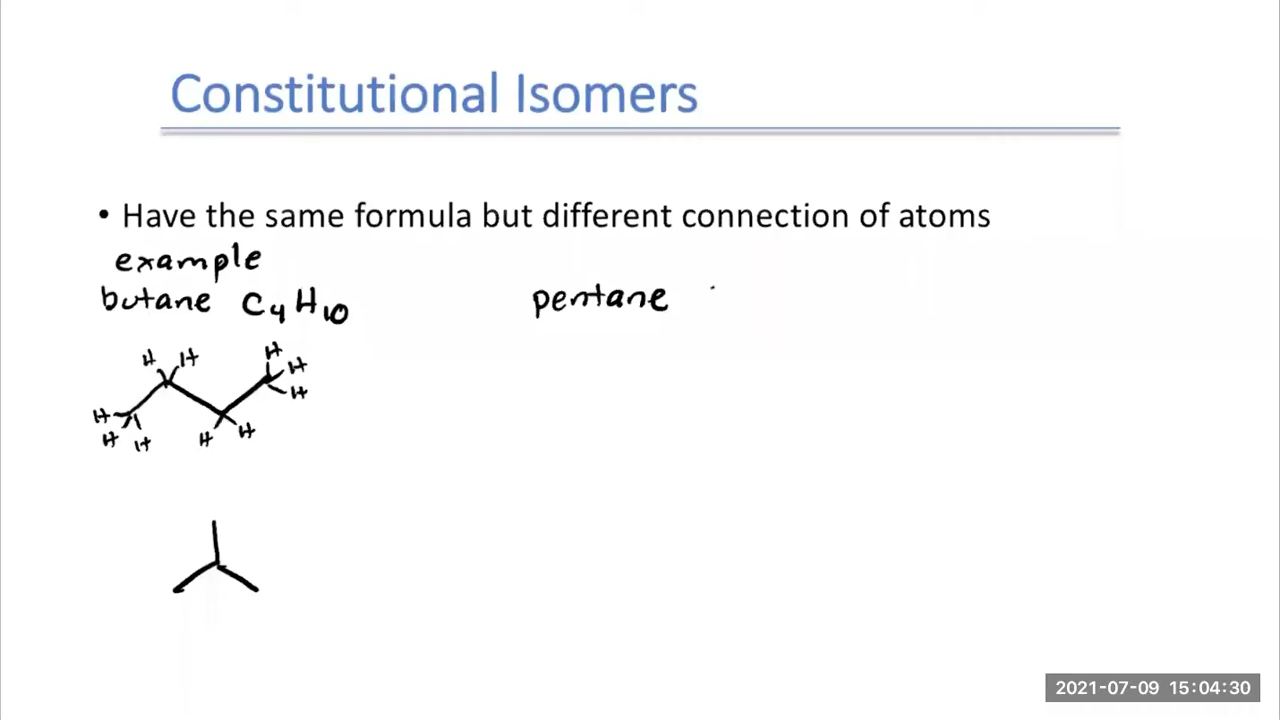 Constitutional Isomers
• Have the same formula but different connection of atoms
example
butane C₄H₁₀
pentane
H H
H
H
H
H
H H
H H
2021-07-09 15:04:30